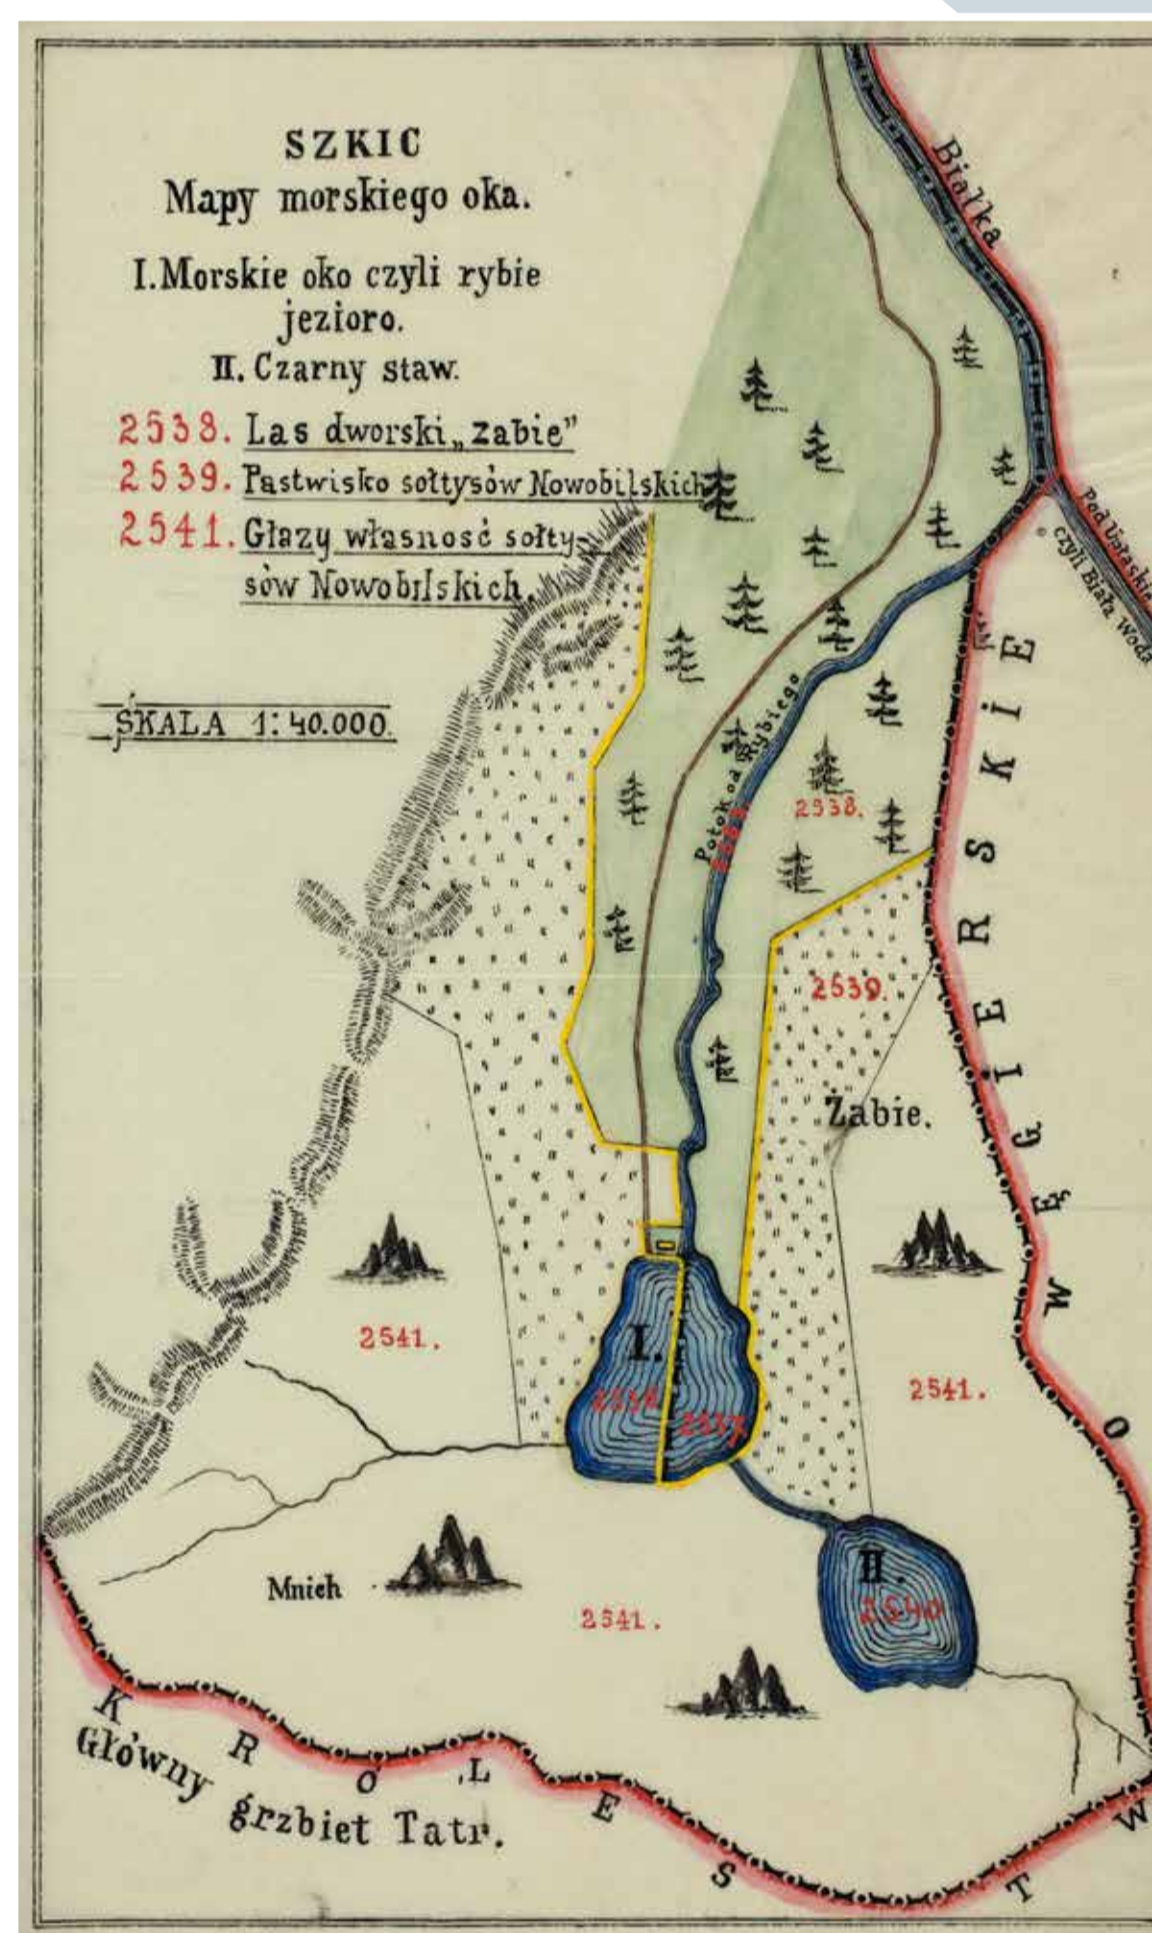 SZKIC
Mapy morskiego oka.
I. Morskie oko czyli rybie
jezioro.
II. Czarny staw.
2538. Las dworski „żabie"
2539. Pastwisko sołtysów Nowobilskich
2541. Głazy własność sołty-
sów Nowobilskich.
SKALA 1:40.000.
Białka
czyli Biała Woda
Potok od Rybiego
2538.
2539.
Żabie.
2541.
I.
2541.
II.
2540
Mnich
2541.
KRÓLESTWO WĘGIERSKIE
Główny
grzbiet Tatr.